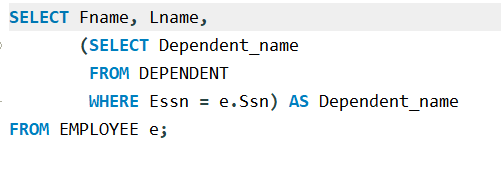 SELECT Fname, Lname,
(SELECT Dependent_name
FROM DEPENDENT
WHERE Essn = e.Ssn) AS Dependent_name
FROM EMPLOYEE e;